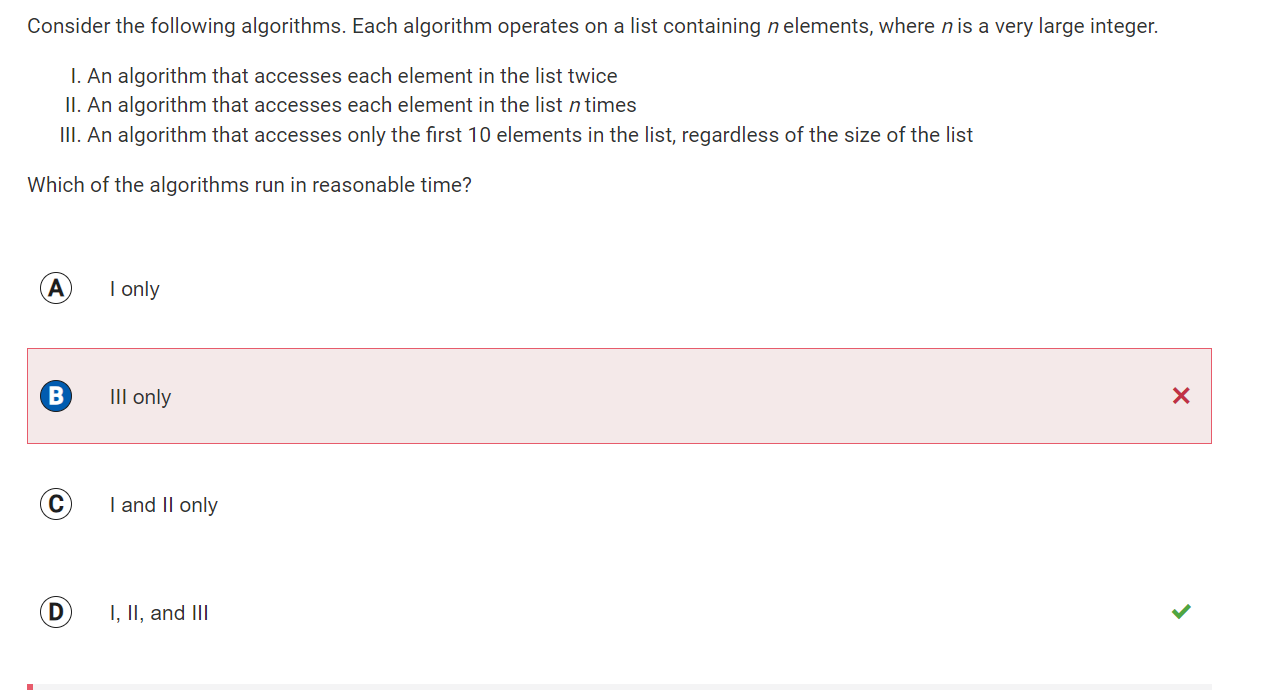 Consider the following algorithms. Each algorithm operates on a list containing n elements, where n is a very large integer.
I. An algorithm that accesses each element in the list twice
II. An algorithm that accesses each element in the list n times
III. An algorithm that accesses only the first 10 elements in the list, regardless of the size of the list
Which of the algorithms run in reasonable time?
A I only
B III only
C I and II only
D I, II, and III